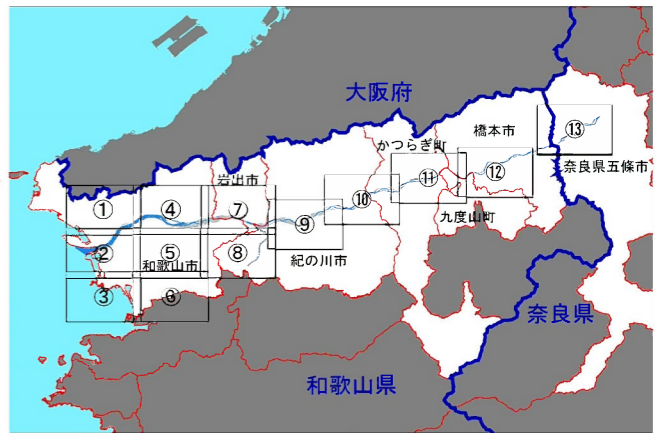 大阪府
橋本市
⑬
かつらぎ町
⑪
⑫
奈良県五條市
岩出市
①
④
⑦
⑩
九度山町
⑨
②
⑤
⑧
和歌山市
紀の川市
③
⑥
奈良県
和歌山県